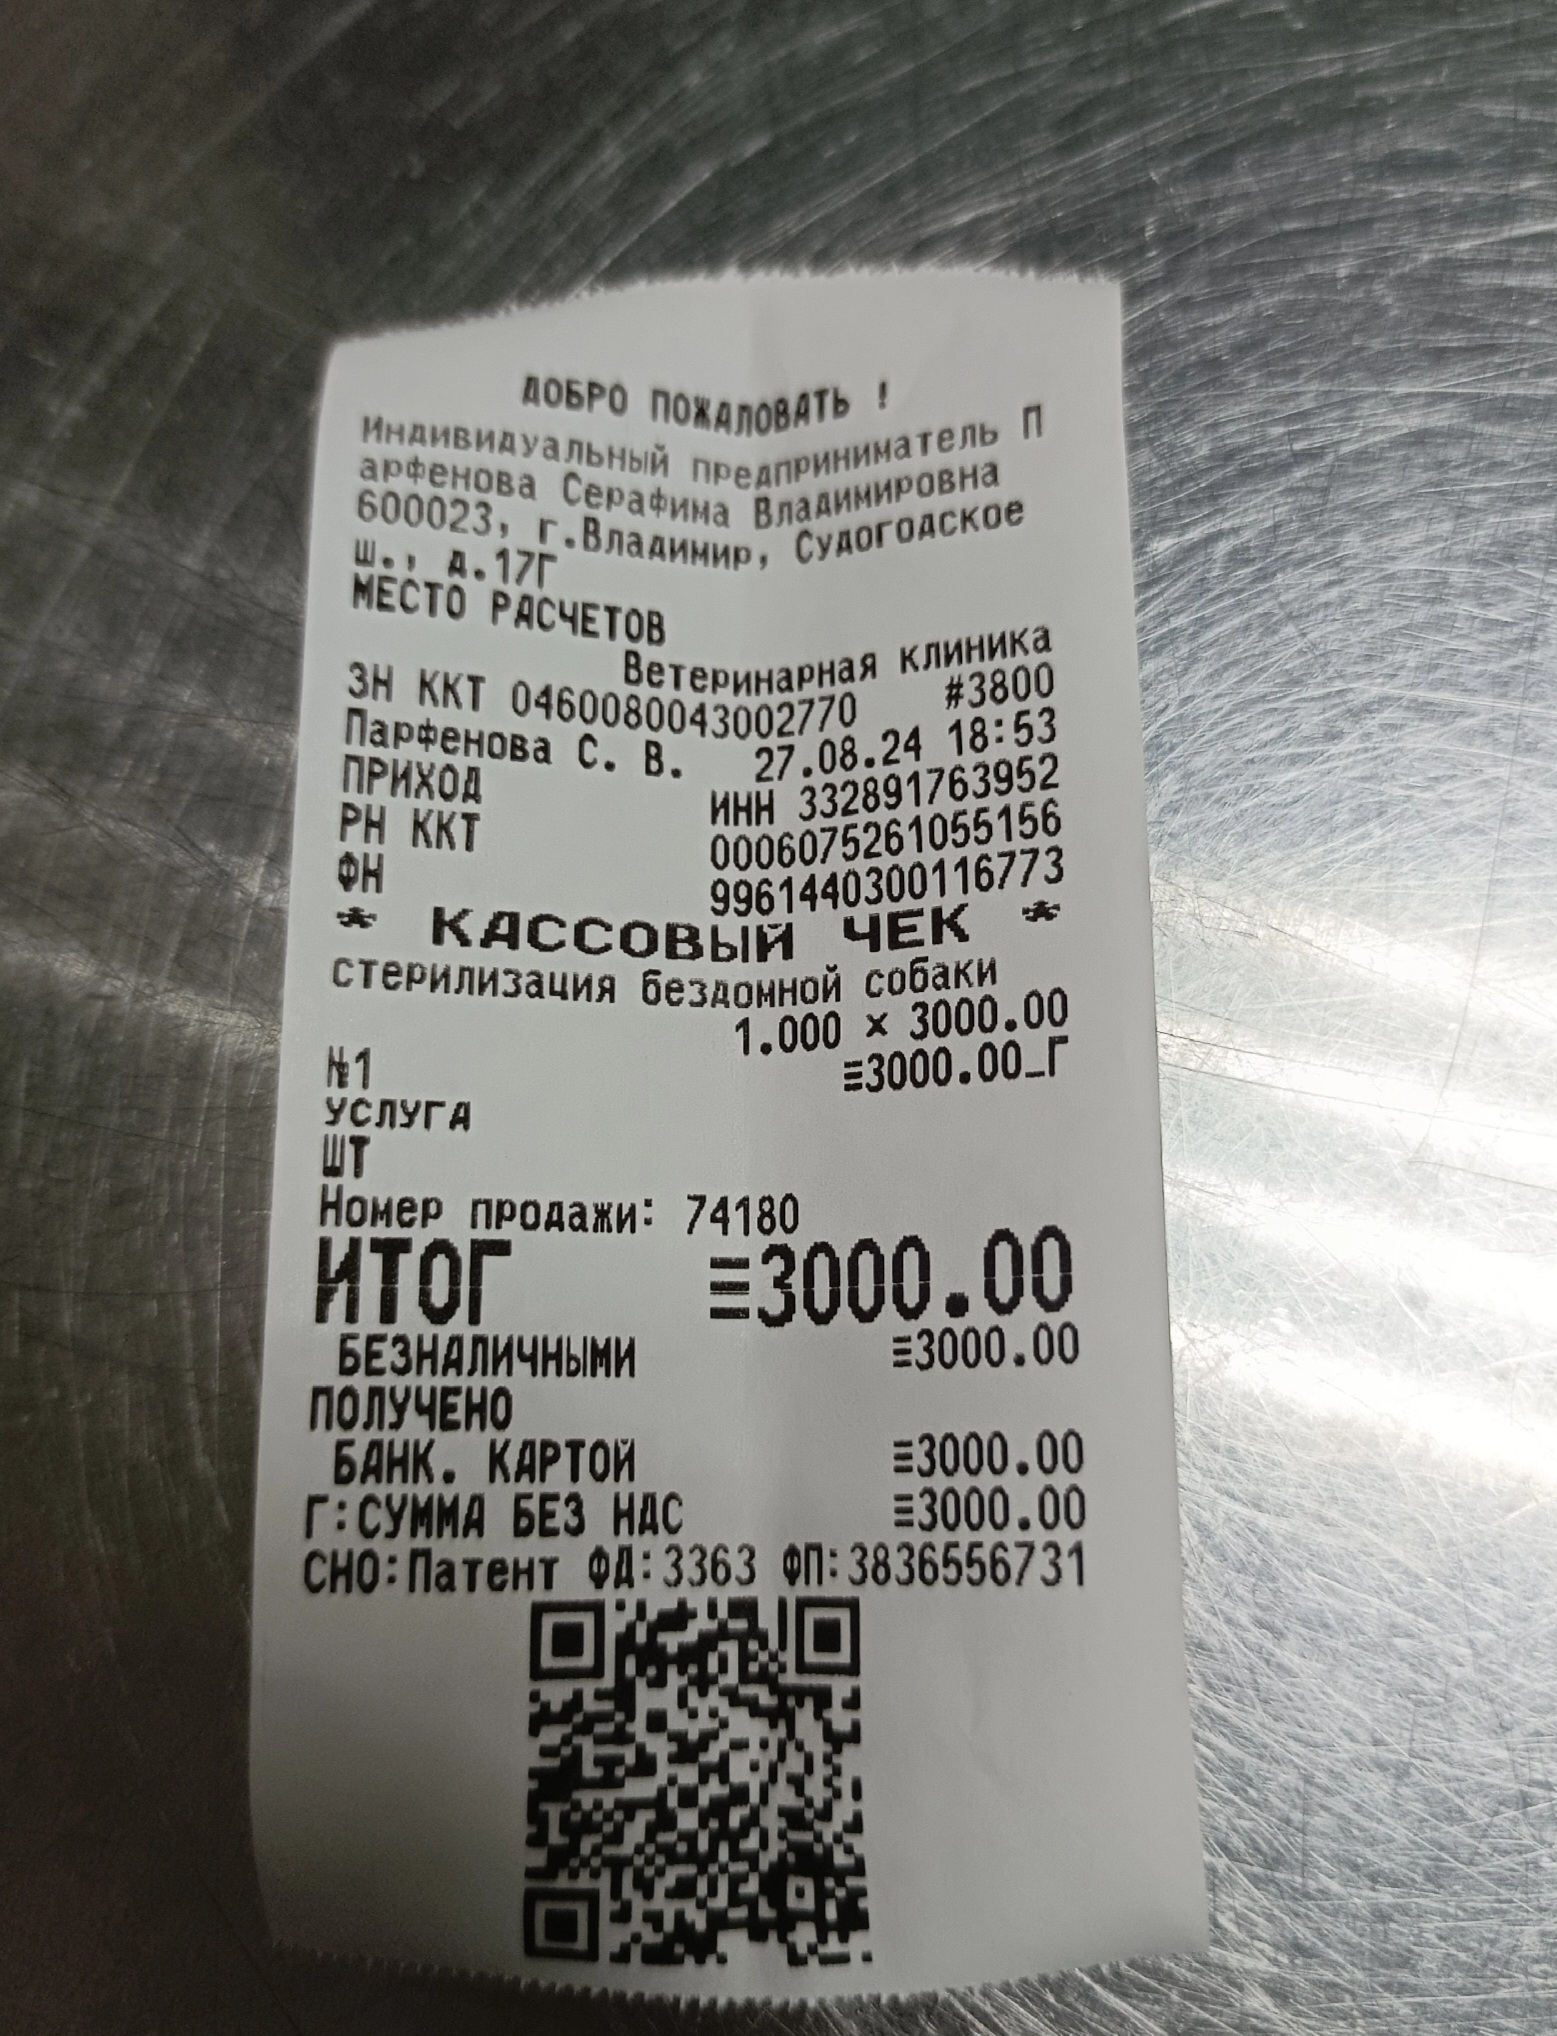 ДОБРО ПОЖАЛОВАТЬ !
Индивидуальный предприниматель П
арфенова Серафима Владимировна
600023, г.Владимир, Судогодское
ш., д.17Г
МЕСТО РАСЧЕТОВ
Ветеринарная клиника
ЗН ККТ 0460080043002770 #3800
Парфенова С. В. 27.08.24 18:53
ПРИХОД ИНН 332891763952
РН ККТ 0006075261055156
ФН 9961440300116773
* КАССОВЫЙ ЧЕК *
стерилизация бездомной собаки
1.000 × 3000.00
№1 ≡3000.00_Г
УСЛУГА
ШТ
Номер продажи: 74180
ИТОГ ≡3000.00
БЕЗНАЛИЧНЫМИ ≡3000.00
ПОЛУЧЕНО
БАНК. КАРТОЙ ≡3000.00
Г:СУММА БЕЗ НДС ≡3000.00
СНО:Патент ФД:3363 ФП:3836556731